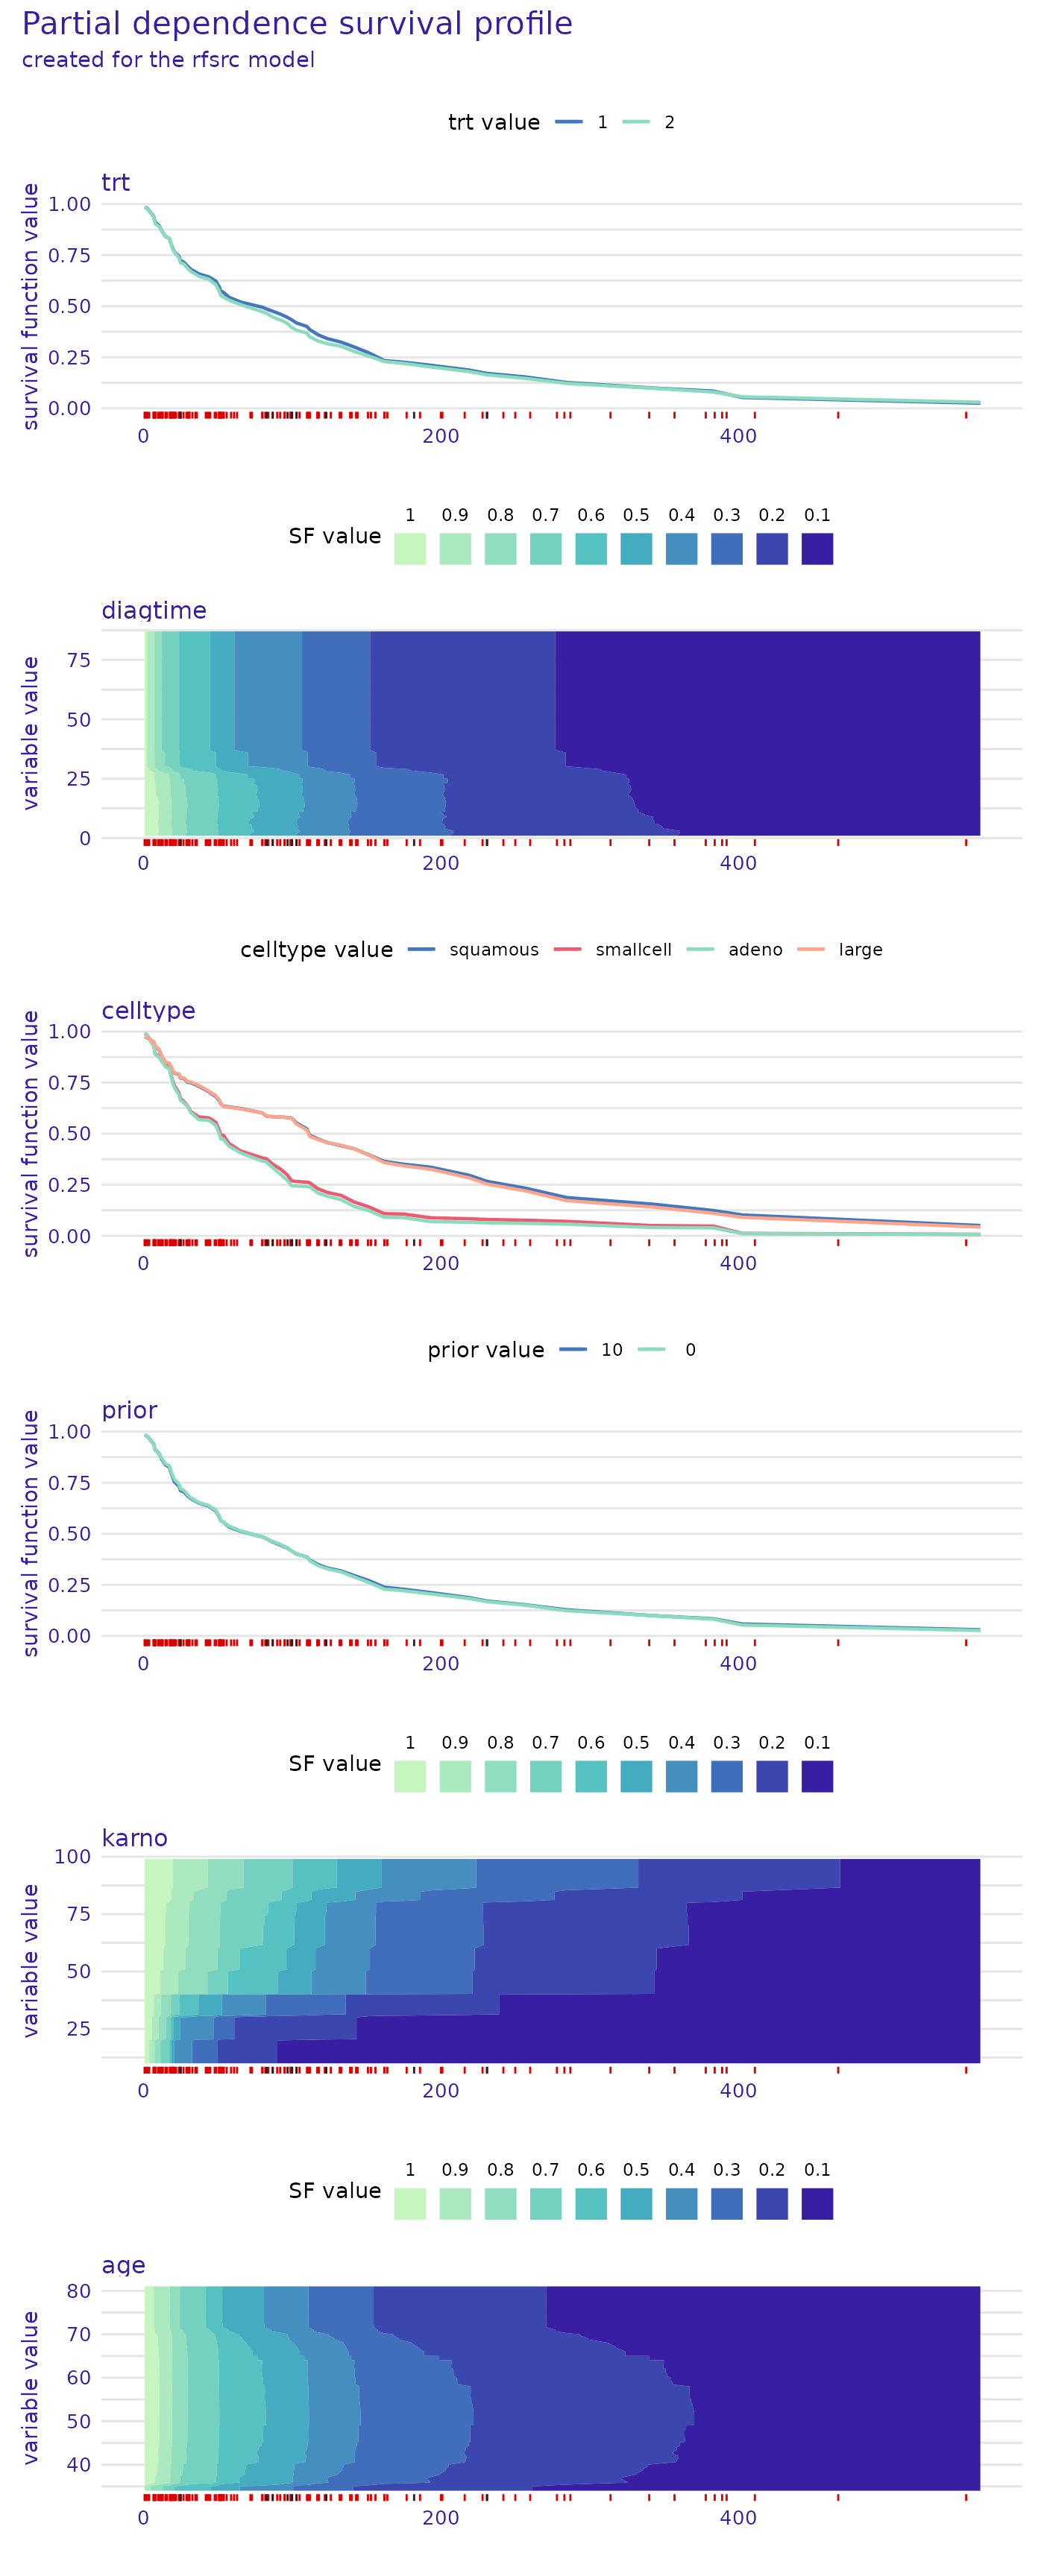 Partial dependence survival profile
created for the rfsrc model
trt value 1 2
trt
survival function value
1.00
0.75
0.50
0.25
0.00
0 200 400
SF value 1 0.9 0.8 0.7 0.6 0.5 0.4 0.3 0.2 0.1
diagtime
variable value
75
50
25
0
0 200 400
celltype value squamous smallcell adeno large
celltype
survival function value
1.00
0.75
0.50
0.25
0.00
0 200 400
prior value 10 0
prior
survival function value
1.00
0.75
0.50
0.25
0.00
0 200 400
SF value 1 0.9 0.8 0.7 0.6 0.5 0.4 0.3 0.2 0.1
karno
variable value
100
75
50
25
0 200 400
SF value 1 0.9 0.8 0.7 0.6 0.5 0.4 0.3 0.2 0.1
age
variable value
80
70
60
50
40
0 200 400